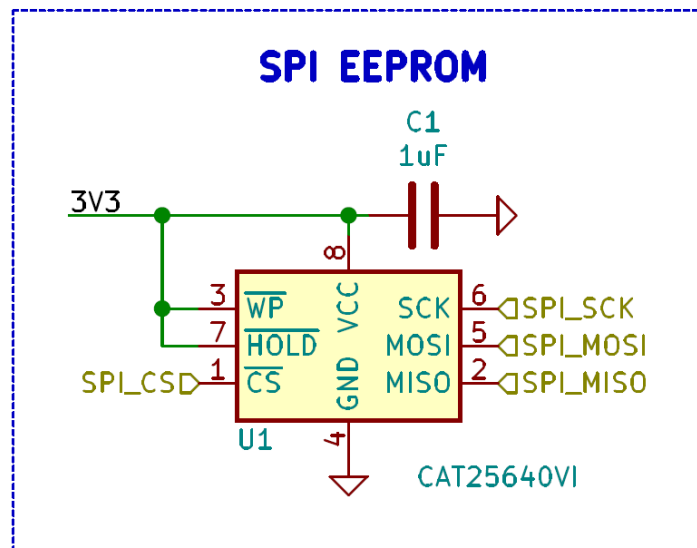 SPI EEPROM
C1
1uF
3V3
8
3 WP VCC SCK 6 SPI_SCK
7 HOLD MOSI 5 SPI_MOSI
SPI_CS 1 CS GND MISO 2 SPI_MISO
U1 4
CAT25640VI